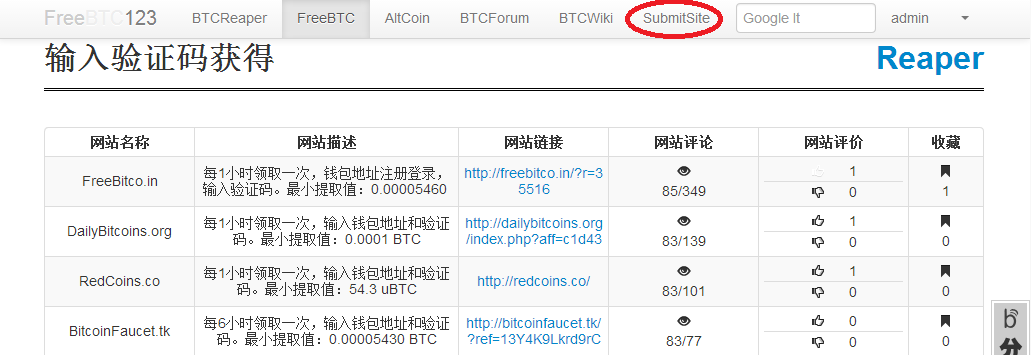 FreeBTC123 BTCReaper FreeBTC AltCoin BTCForum BTCWiki SubmitSite Google It admin
输入验证码获得 Reaper
网站名称 网站描述 网站链接 网站评论 网站评价 收藏
FreeBitco.in
每1小时领取一次，钱包地址注册登录，
输入验证码。最小提取值：0.00005460
http://freebitco.in/?r=3
5516
85/349
1
0
1
DailyBitcoins.org
每1小时领取一次，输入钱包地址和验证
码。最小提取值：0.0001 BTC
http://dailybitcoins.org
/index.php?aff=c1d43
83/139
1
0
0
RedCoins.co
每1小时领取一次，输入钱包地址和验证
码。最小提取值：54.3 uBTC
http://redcoins.co/
83/101
1
0
0
BitcoinFaucet.tk
每6小时领取一次，输入钱包地址和验证
码。最小提取值：0.00005430 BTC
http://bitcoinfaucet.tk/
?ref=13Y4K9Lkrd9rC
83/77
0
0
0
分